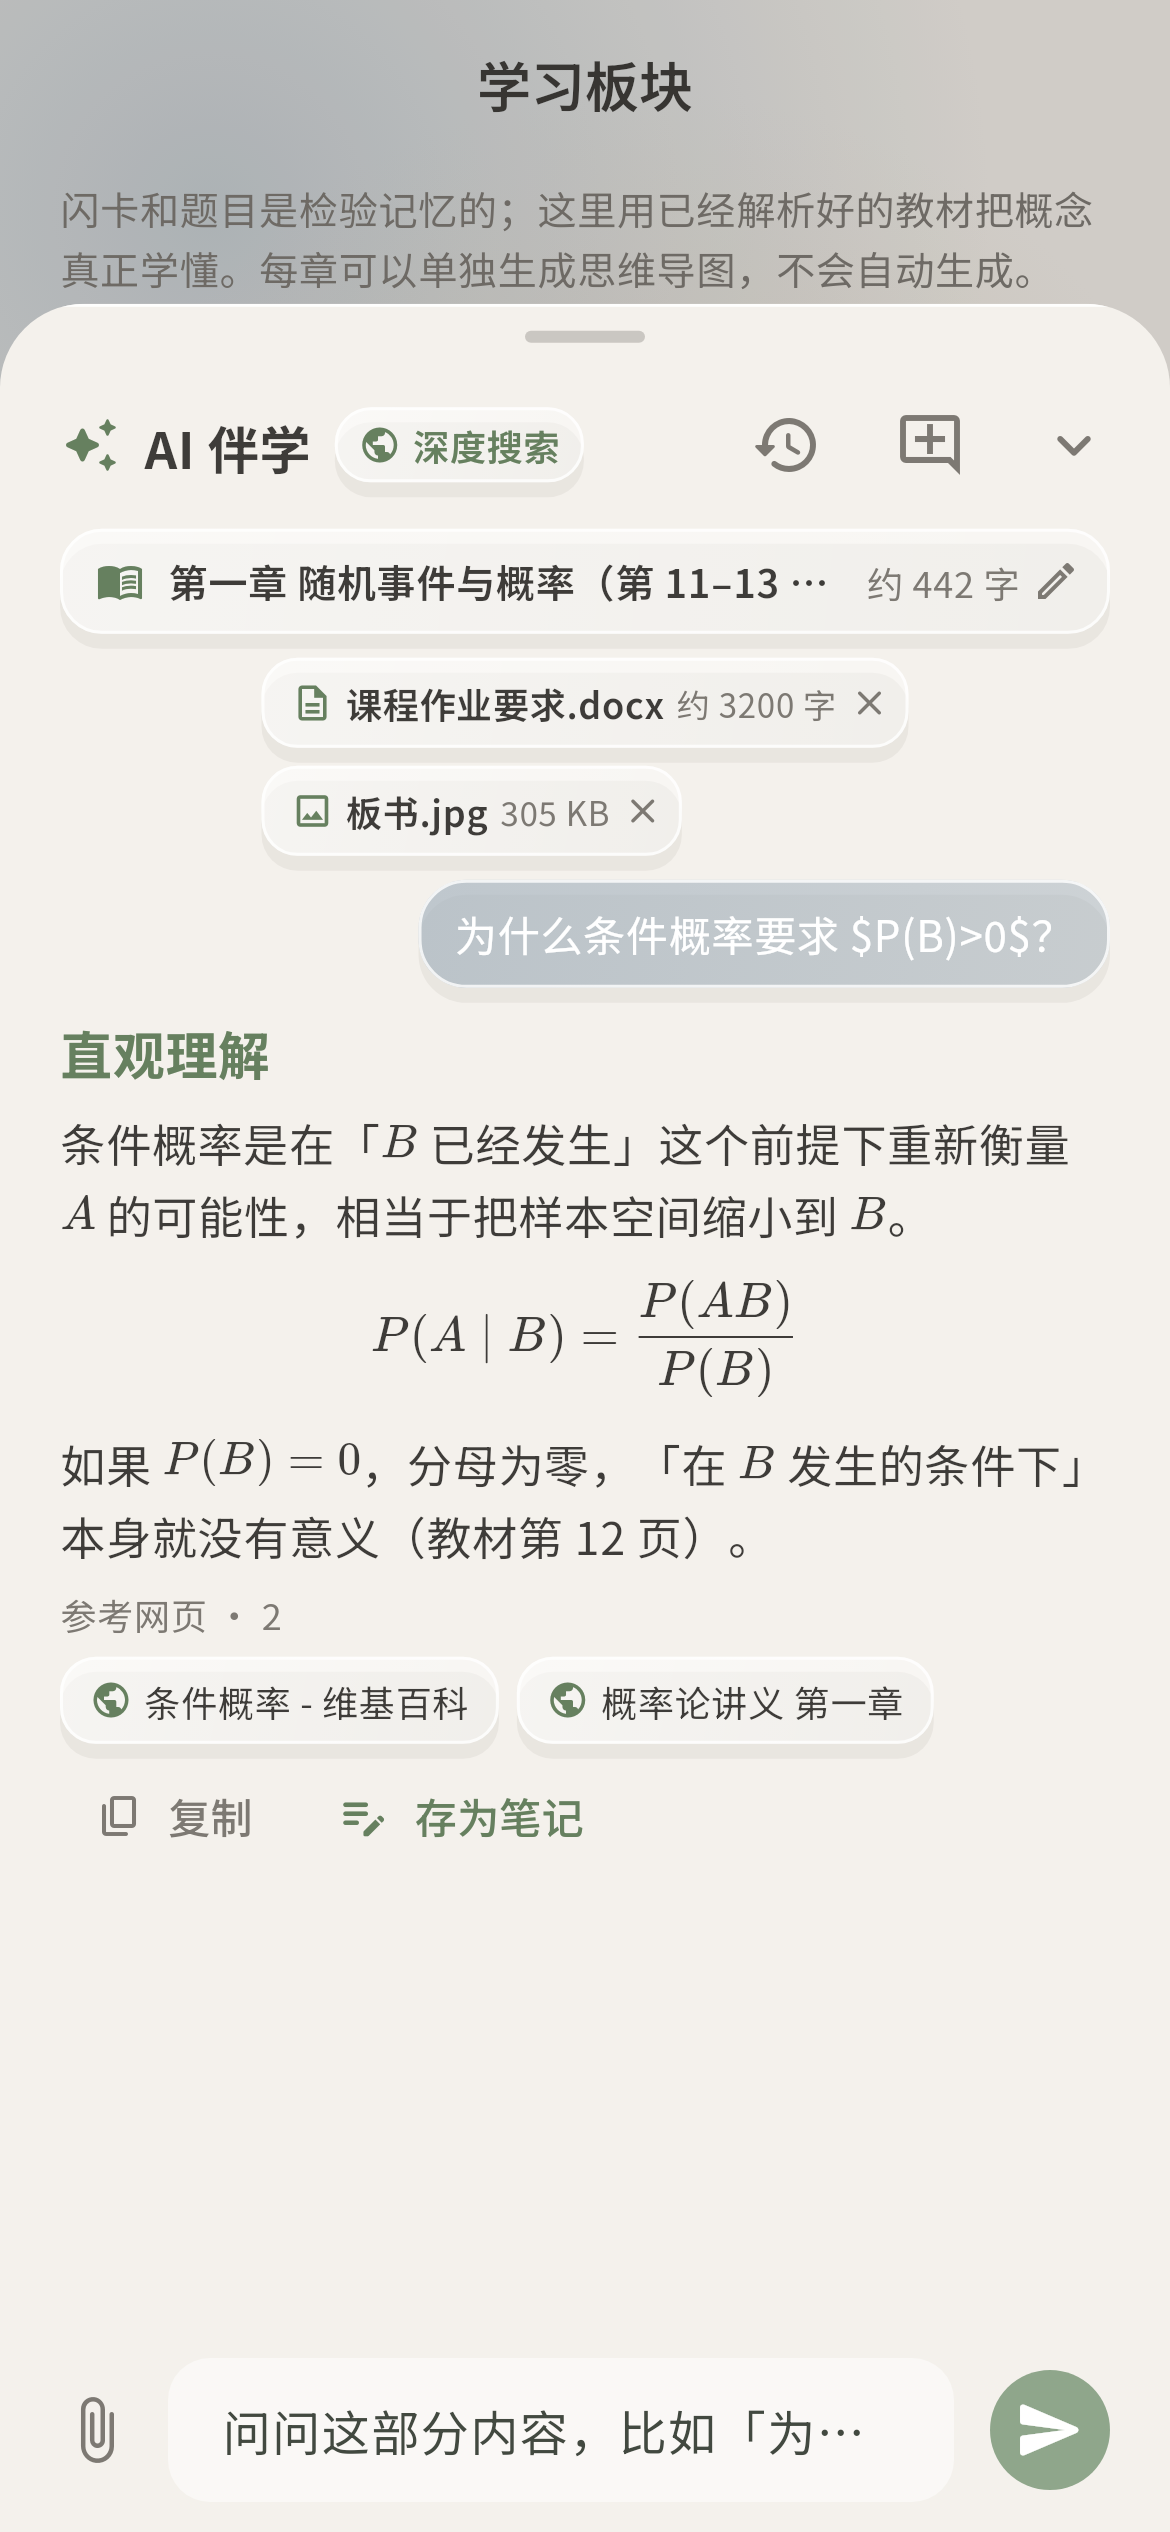 学习板块
闪卡和题目是检验记忆的；这里用已经解析好的教材把概念
真正学懂。每章可以单独生成思维导图，不会自动生成。
AI 伴学
深度搜索
第一章 随机事件与概率（第 11–13 … 约 442 字
课程作业要求.docx 约 3200 字
板书.jpg 305 KB
为什么条件概率要求 $P(B)>0$？
直观理解
条件概率是在「B 已经发生」这个前提下重新衡量
A 的可能性，相当于把样本空间缩小到 B。
P(A | B) = P(AB) / P(B)
如果 P(B) = 0，分母为零，「在 B 发生的条件下」
本身就没有意义（教材第 12 页）。
参考网页 · 2
条件概率 - 维基百科 概率论讲义 第一章
复制 存为笔记
问问这部分内容，比如「为…